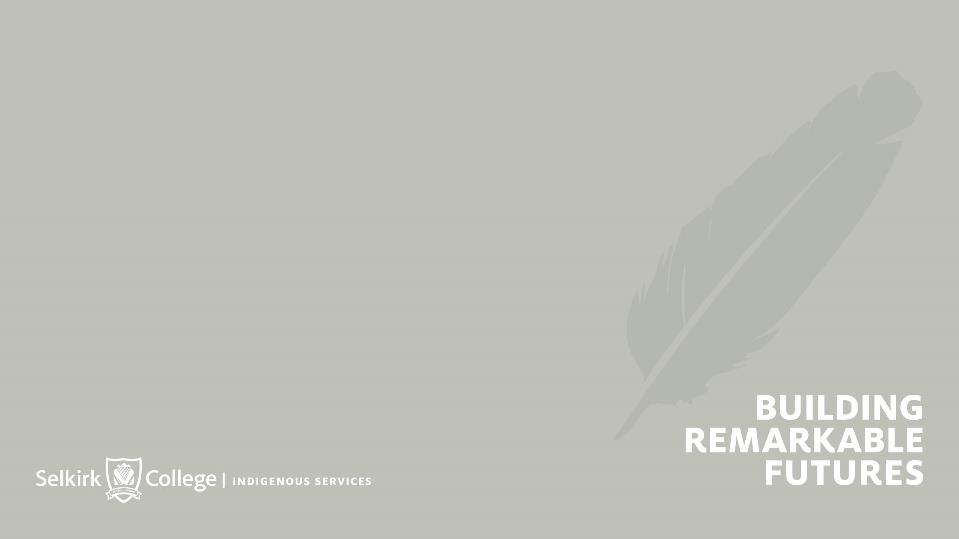 BUILDING
REMARKABLE
FUTURES
Selkirk College | INDIGENOUS SERVICES